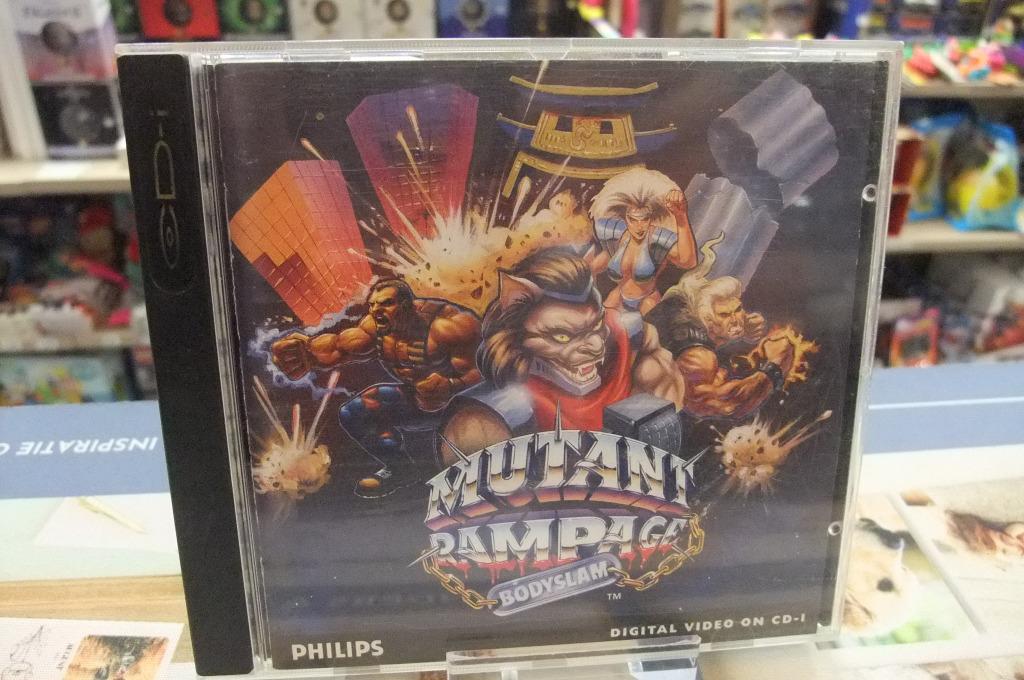 CD-i
MUTANT
RAMPAGE
BODYSLAM
TM
PHILIPS
DIGITAL VIDEO ON CD-I
INSPIRATIE